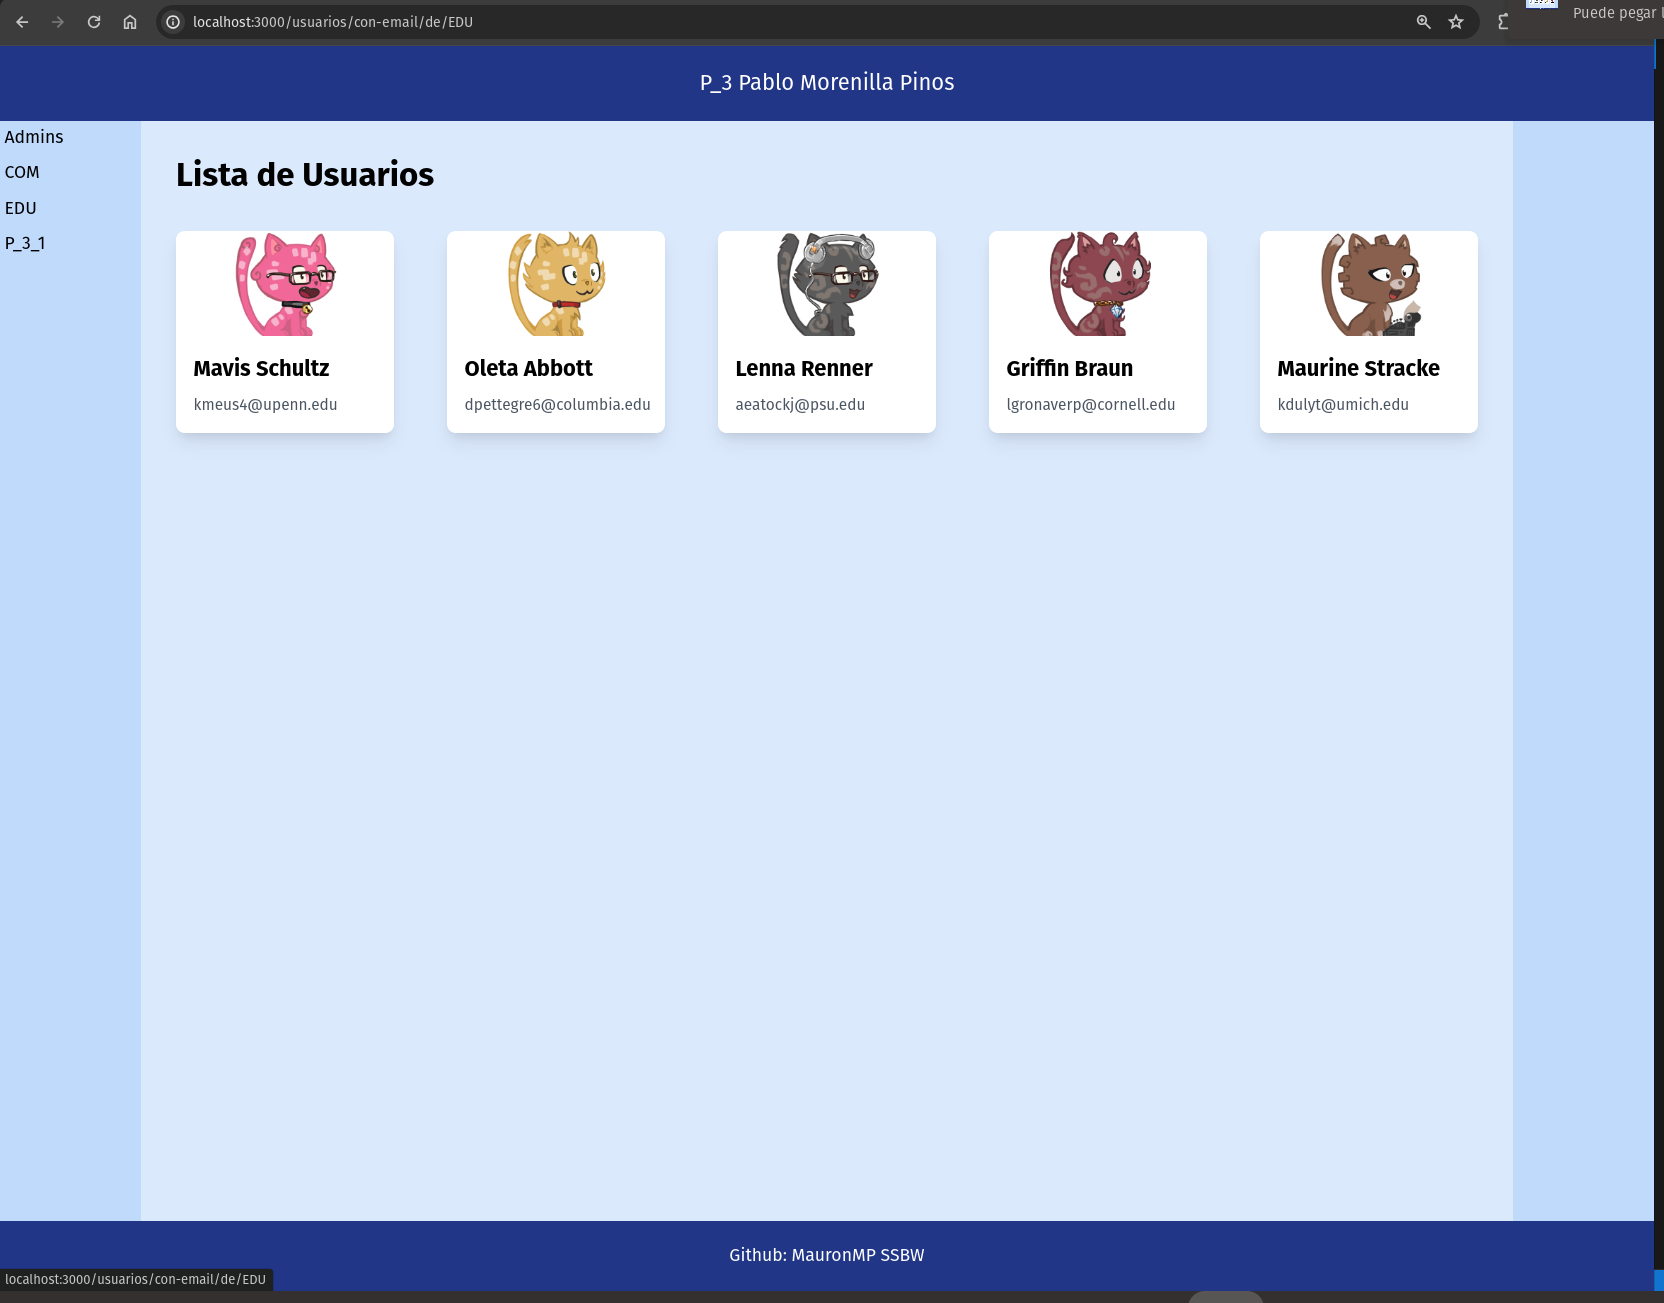 localhost:3000/usuarios/con-email/de/EDU
Puede pegar
P_3 Pablo Morenilla Pinos
Admins
COM
EDU
P_3_1
Lista de Usuarios
Mavis Schultz
kmeus4@upenn.edu
Oleta Abbott
dpettegre6@columbia.edu
Lenna Renner
aeatockj@psu.edu
Griffin Braun
lgronaverp@cornell.edu
Maurine Stracke
kdulyt@umich.edu
Github: MauronMP SSBW
localhost:3000/usuarios/con-email/de/EDU